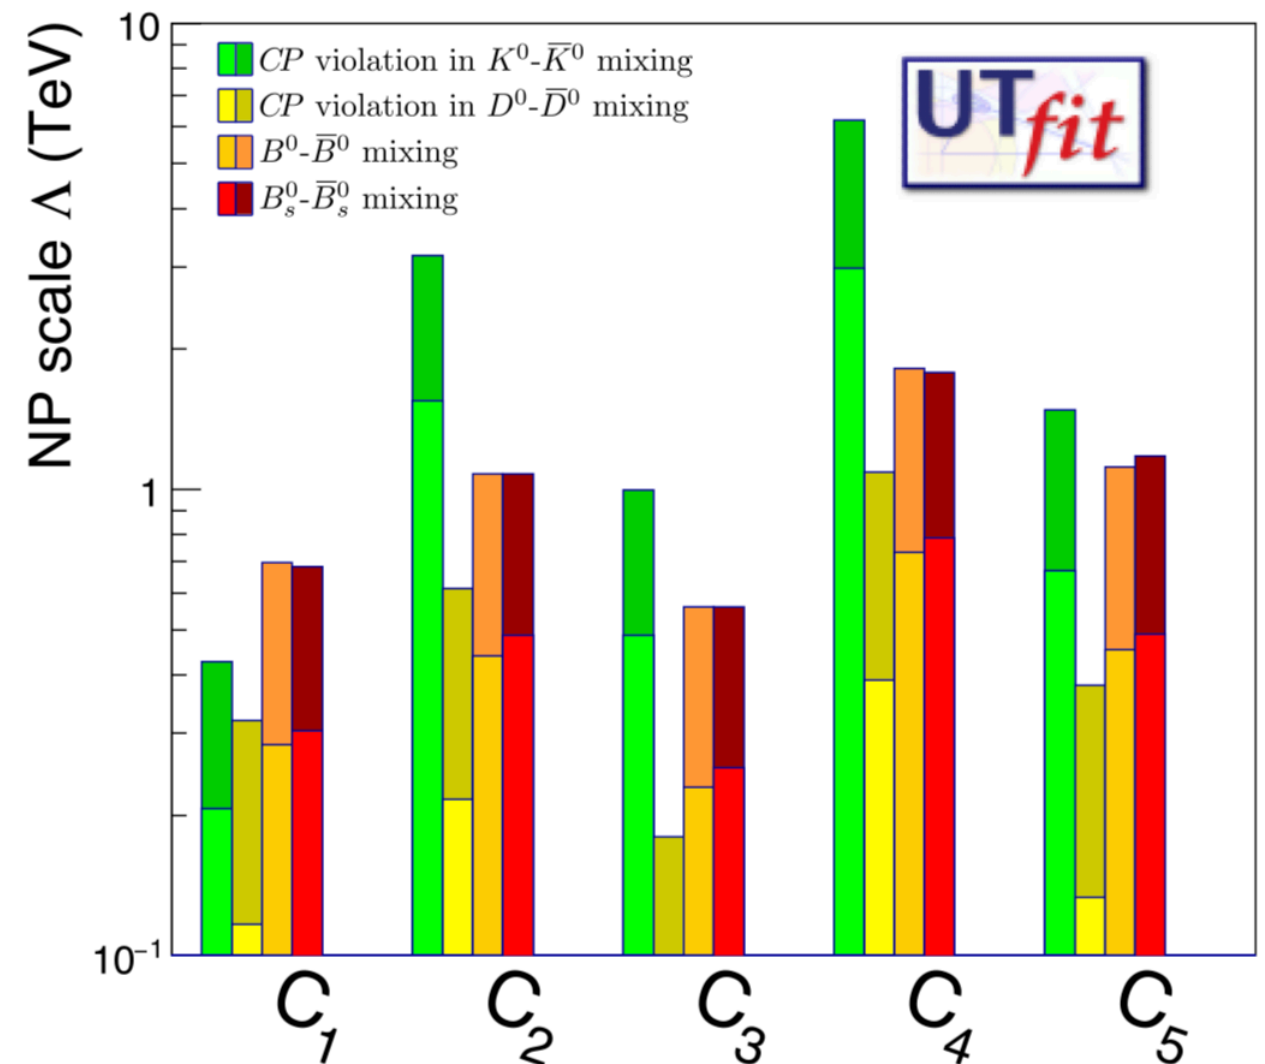 10
CP violation in K⁰-K̅⁰ mixing
CP violation in D⁰-D̅⁰ mixing
B⁰-B̅⁰ mixing
B⁰ₛ-B̅⁰ₛ mixing
UTfit
NP scale Λ (TeV)
1
10⁻¹
C₁ C₂ C₃ C₄ C₅